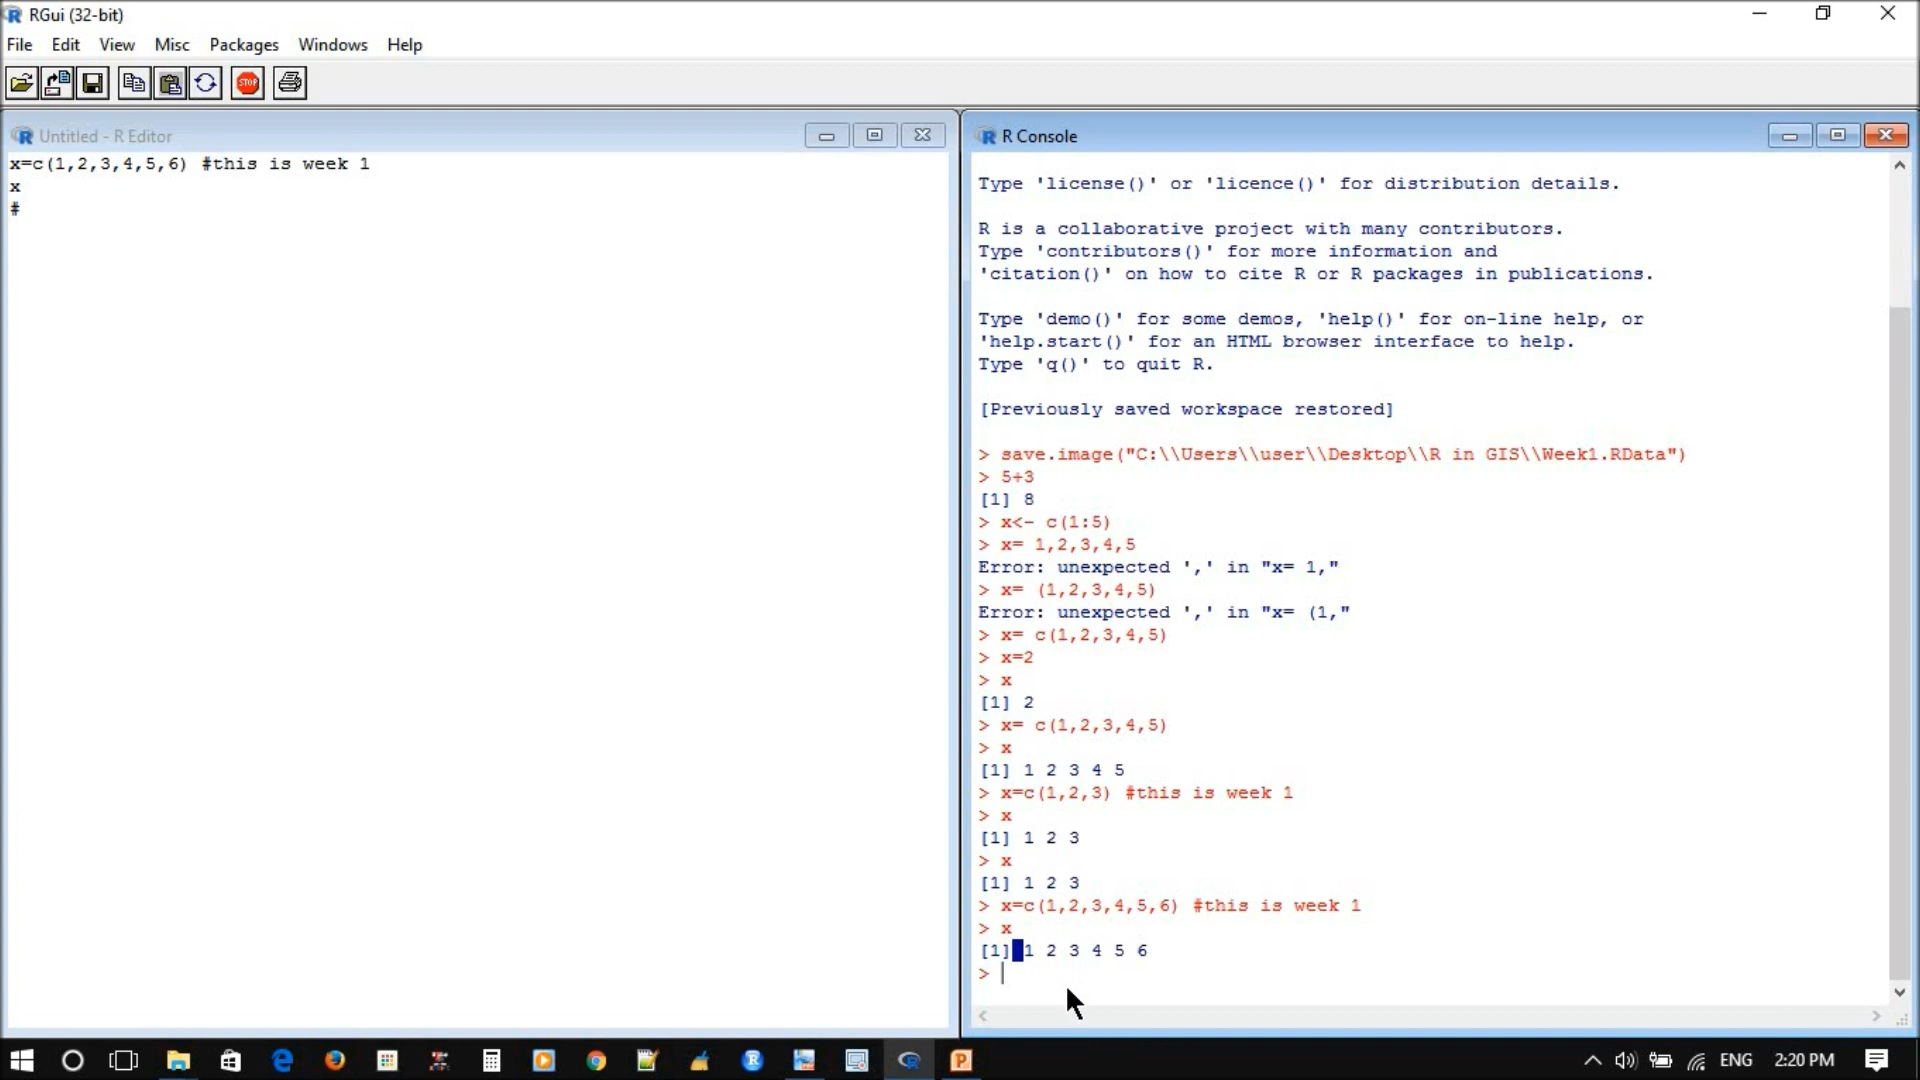 RGui (32-bit)
File Edit View Misc Packages Windows Help
STOP
Untitled - R Editor
x=c(1,2,3,4,5,6) #this is week 1
x
#
R Console
Type 'license()' or 'licence()' for distribution details.
R is a collaborative project with many contributors.
Type 'contributors()' for more information and
'citation()' on how to cite R or R packages in publications.
Type 'demo()' for some demos, 'help()' for on-line help, or
'help.start()' for an HTML browser interface to help.
Type 'q()' to quit R.
[Previously saved workspace restored]
> save.image("C:\\Users\\user\\Desktop\\R in GIS\\Week1.RData")
> 5+3
[1] 8
> x<- c(1:5)
> x= 1,2,3,4,5
Error: unexpected ',' in "x= 1,"
> x= (1,2,3,4,5)
Error: unexpected ',' in "x= (1,"
> x= c(1,2,3,4,5)
> x=2
> x
[1] 2
> x= c(1,2,3,4,5)
> x
[1] 1 2 3 4 5
> x=c(1,2,3) #this is week 1
> x
[1] 1 2 3
> x
[1] 1 2 3
> x=c(1,2,3,4,5,6) #this is week 1
> x
[1] 1 2 3 4 5 6
>
ENG 2:20 PM